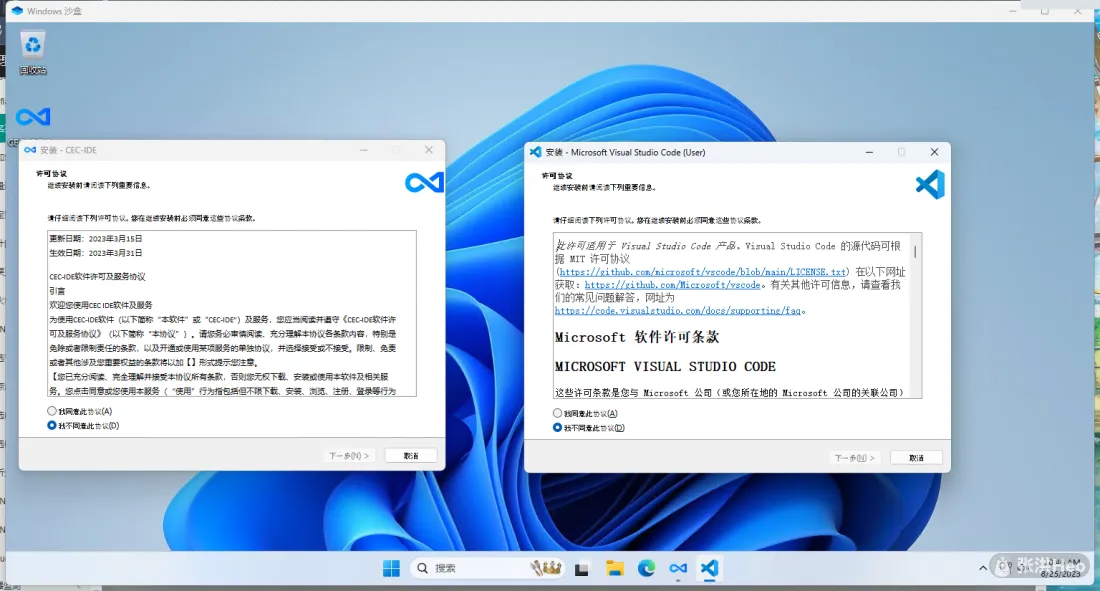 Windows 沙盒
回收站
安装 - CEC-IDE
许可协议
继续安装前请阅读下列重要信息。
请仔细阅读下列许可协议。您在继续安装前必须同意这些协议条款。
更新日期：2023年3月15日
生效日期：2023年3月31日
CEC-IDE软件许可及服务协议
引言
欢迎您使用CEC IDE软件及服务
为使用CEC-IDE软件（以下简称“本软件”或“CEC-IDE”）及服务，您应当阅读并遵守《CEC-IDE软件许
可及服务协议》（以下简称“本协议”）。请您务必审慎阅读、充分理解本协议各条款内容，特别是
免除或者限制责任的条款，以及开通或使用某项服务的单独协议，并选择接受或不接受。限制、免责
或者其他涉及您重要权益的条款将以加【】形式提示您注意。
【您已充分阅读、完全理解并接受本协议所有条款，否则您无权下载、安装或使用本软件及相关服
务。您点击同意或您使用本服务（“使用”行为指包括但不限下载、安装、浏览、注册、登录等行为
我同意此协议(A)
我不同意此协议(D)
下一步(N) >
取消
安装 - Microsoft Visual Studio Code (User)
许可协议
继续安装前请阅读下列重要信息。
请仔细阅读下列许可协议。您在继续安装前必须同意这些协议条款。
此许可适用于 Visual Studio Code 产品。Visual Studio Code 的源代码可根
据 MIT 许可协议
(https://github.com/microsoft/vscode/blob/main/LICENSE.txt) 在以下网址
获取：https://github.com/Microsoft/vscode。有关其他许可信息，请查看我
们的常见问题解答，网址为
https://code.visualstudio.com/docs/supporting/faq。
Microsoft 软件许可条款
MICROSOFT VISUAL STUDIO CODE
这些许可条款是您与 Microsoft 公司（或您所在地的 Microsoft 公司的关联公司）
我同意此协议(A)
我不同意此协议(D)
下一步(N) >
取消
搜索
张洪Heo
8/25/2023